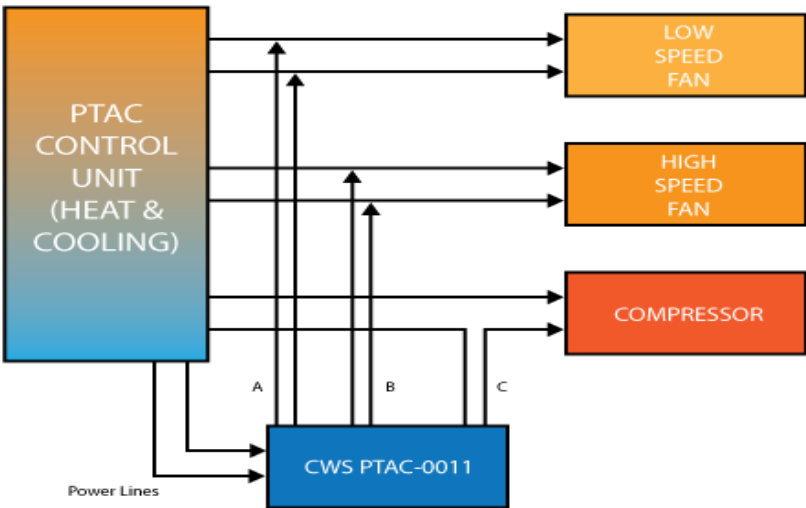 PTAC
CONTROL
UNIT
(HEAT &
COOLING)
LOW
SPEED
FAN
HIGH
SPEED
FAN
COMPRESSOR
A
B
C
CWS PTAC-0011
Power Lines